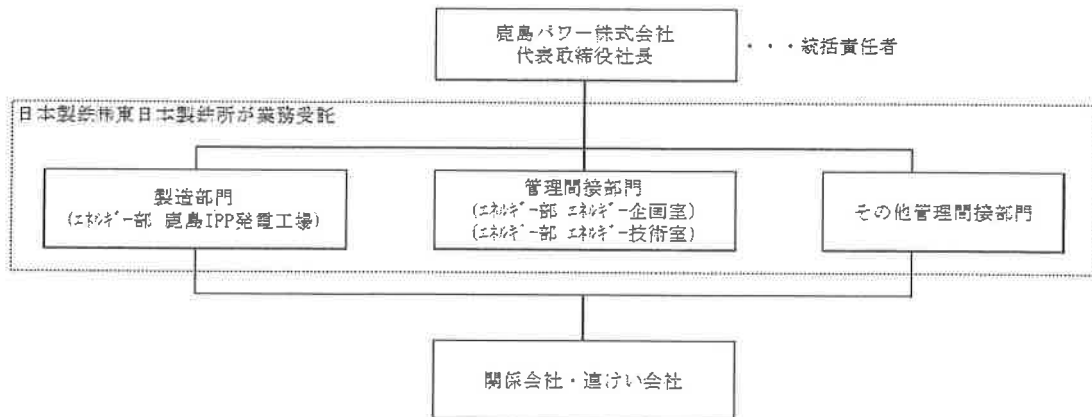 鹿島パワー株式会社
代表取締役社長
・・・統括責任者
日本製鉄㈱東日本製鉄所が業務受託
製造部門
(ｴﾈﾙｷﾞｰ部 鹿島IPP発電工場)
管理間接部門
(ｴﾈﾙｷﾞｰ部 ｴﾈﾙｷﾞｰ企画室)
(ｴﾈﾙｷﾞｰ部 ｴﾈﾙｷﾞｰ技術室)
その他管理間接部門
関係会社・連けい会社